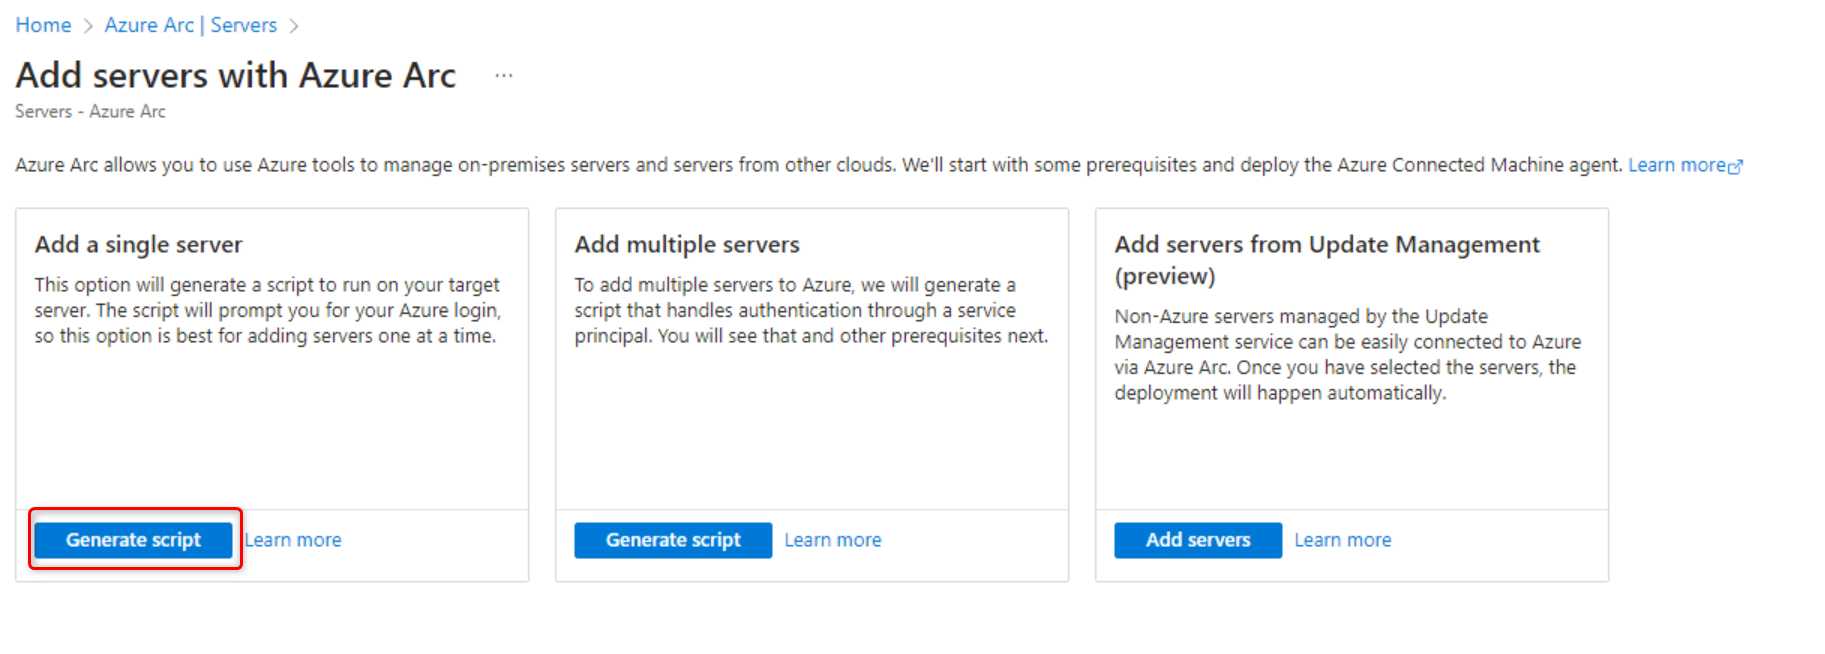 Home > Azure Arc | Servers >
Add servers with Azure Arc ...
Servers - Azure Arc
Azure Arc allows you to use Azure tools to manage on-premises servers and servers from other clouds. We'll start with some prerequisites and deploy the Azure Connected Machine agent. Learn more
Add a single server
This option will generate a script to run on your target
server. The script will prompt you for your Azure login,
so this option is best for adding servers one at a time.
Generate script Learn more
Add multiple servers
To add multiple servers to Azure, we will generate a
script that handles authentication through a service
principal. You will see that and other prerequisites next.
Generate script Learn more
Add servers from Update Management
(preview)
Non-Azure servers managed by the Update
Management service can be easily connected to Azure
via Azure Arc. Once you have selected the servers, the
deployment will happen automatically.
Add servers Learn more